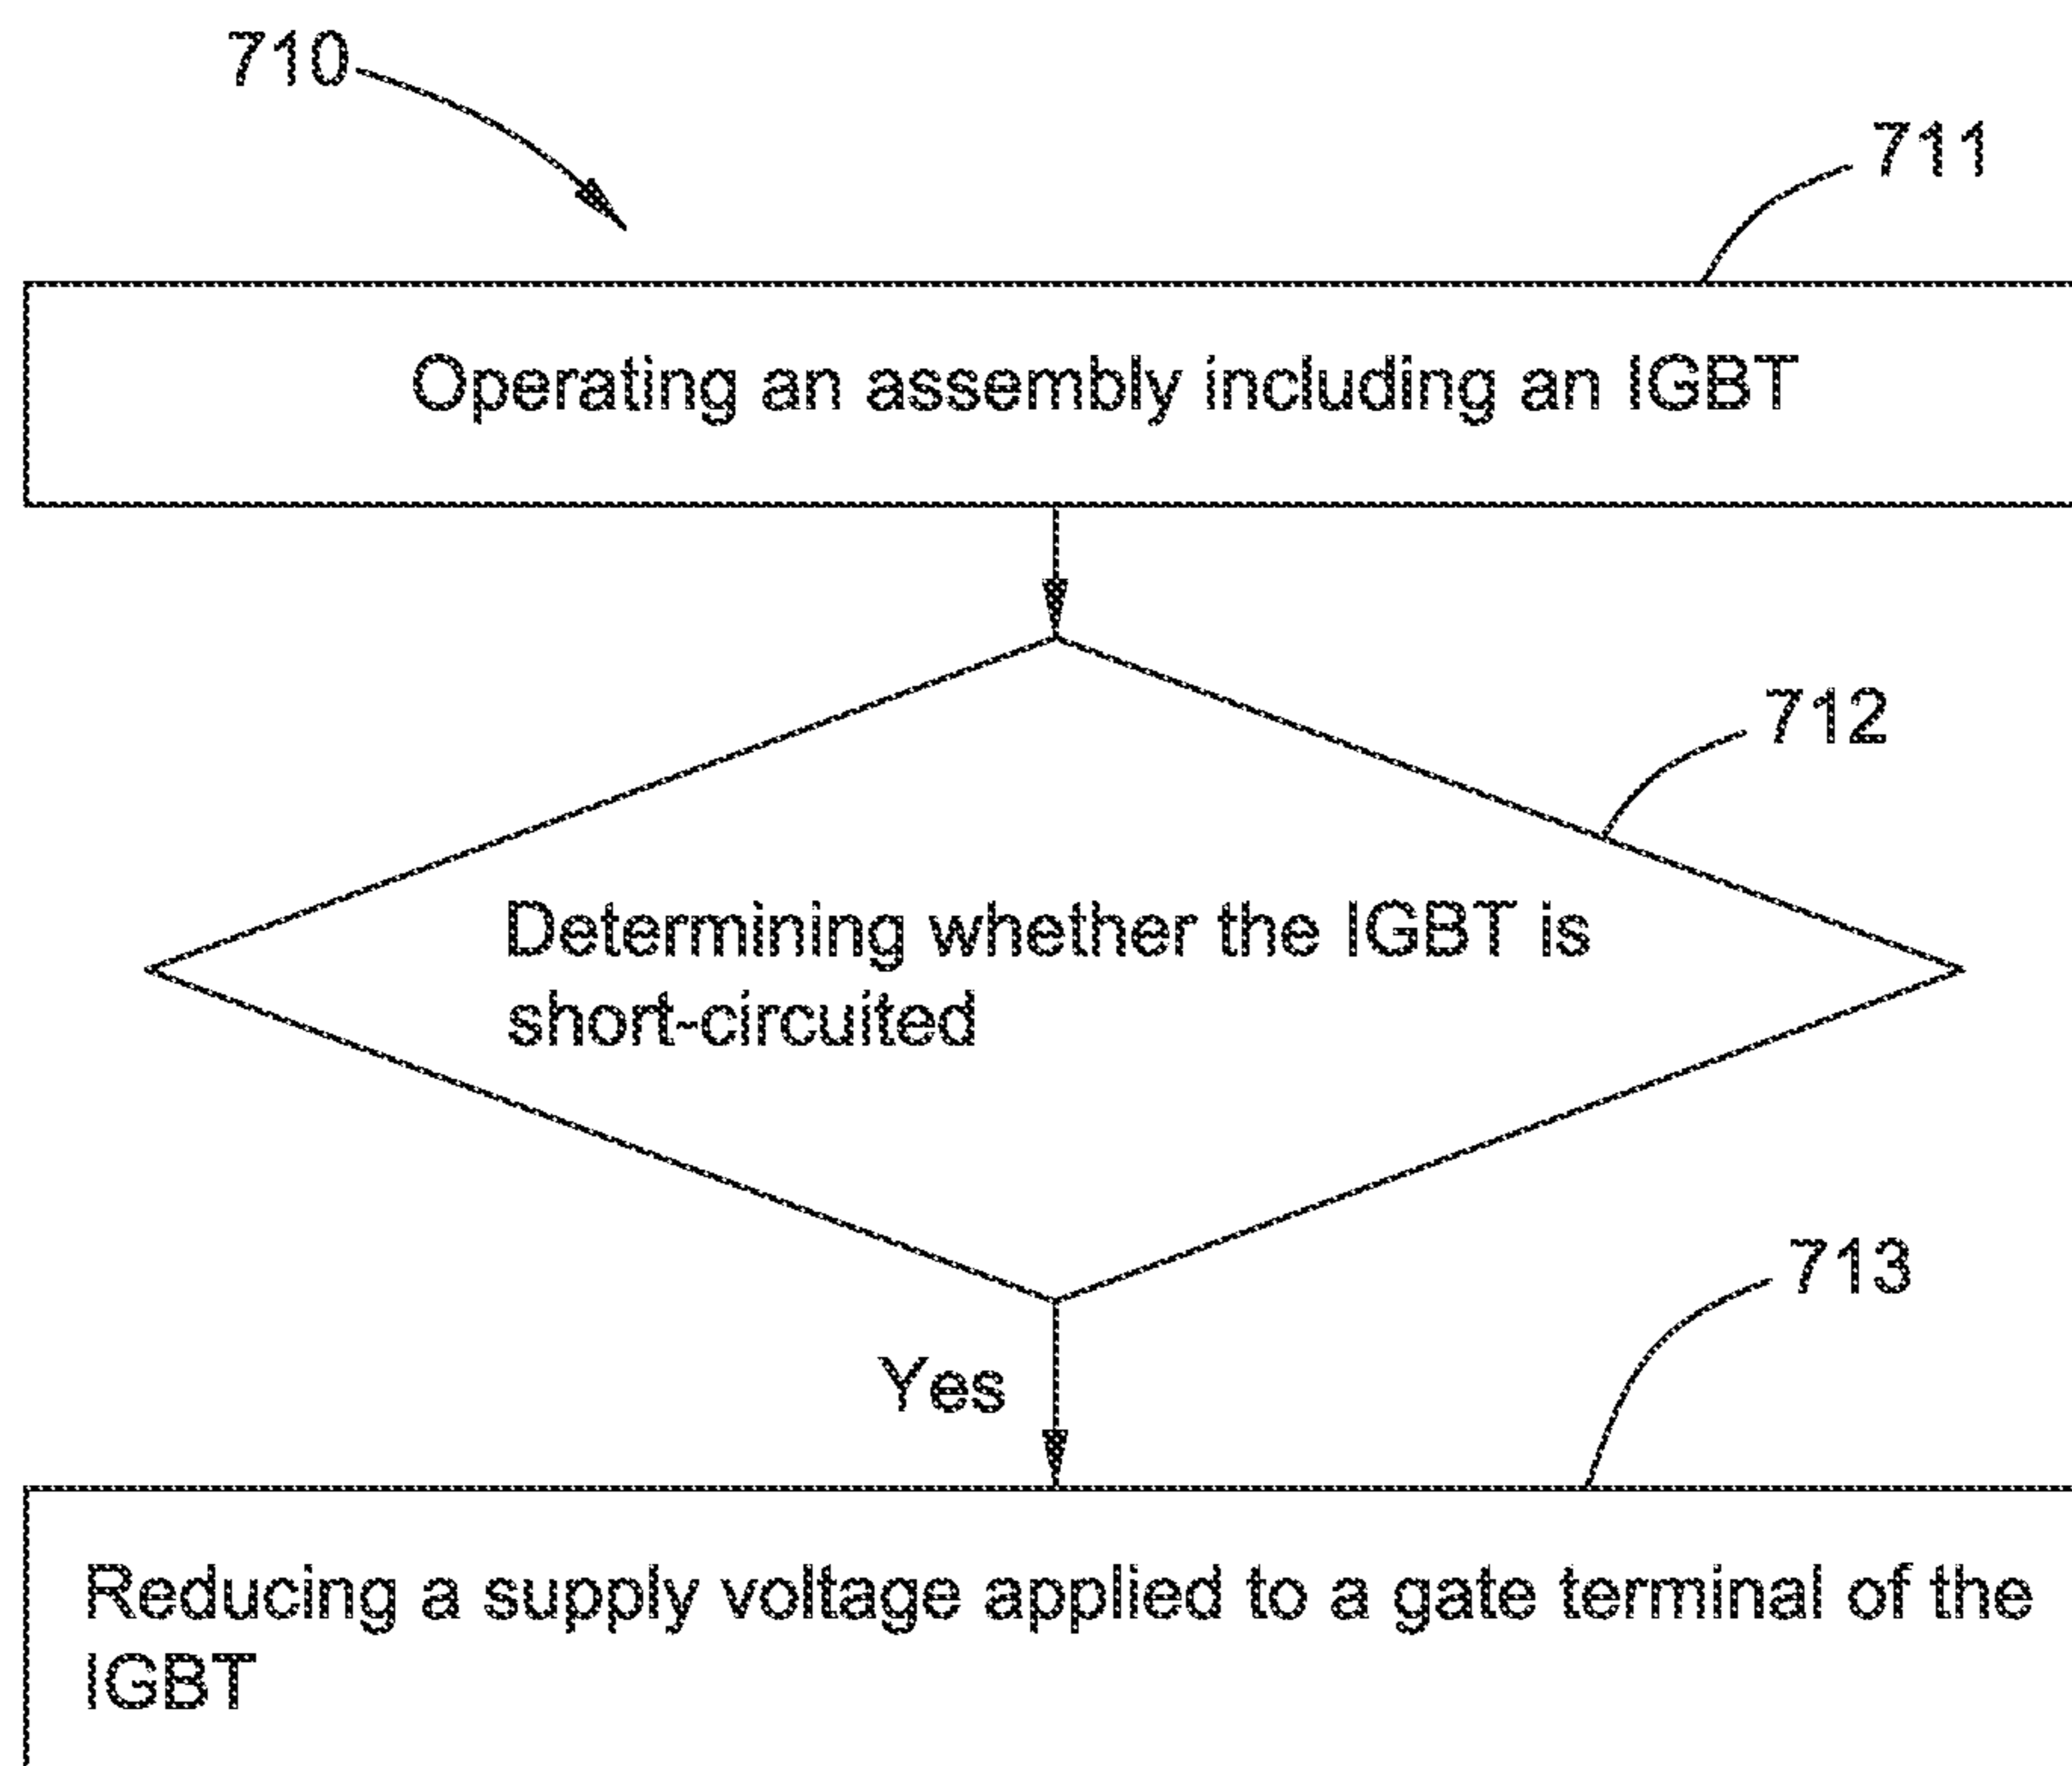 710
711
Operating an assembly including an IGBT
712
Determining whether the IGBT is
short-circuited
713
Yes
Reducing a supply voltage applied to a gate terminal of the
IGBT